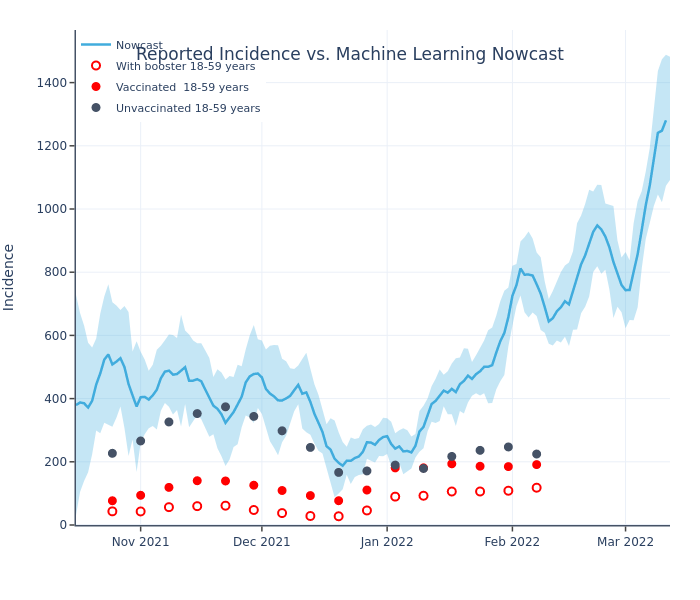 Reported Incidence vs. Machine Learning Nowcast
Nowcast
With booster 18-59 years
Vaccinated  18-59 years
Unvaccinated 18-59 years
Incidence
1400
1200
1000
800
600
400
200
0
Nov 2021
Dec 2021
Jan 2022
Feb 2022
Mar 2022